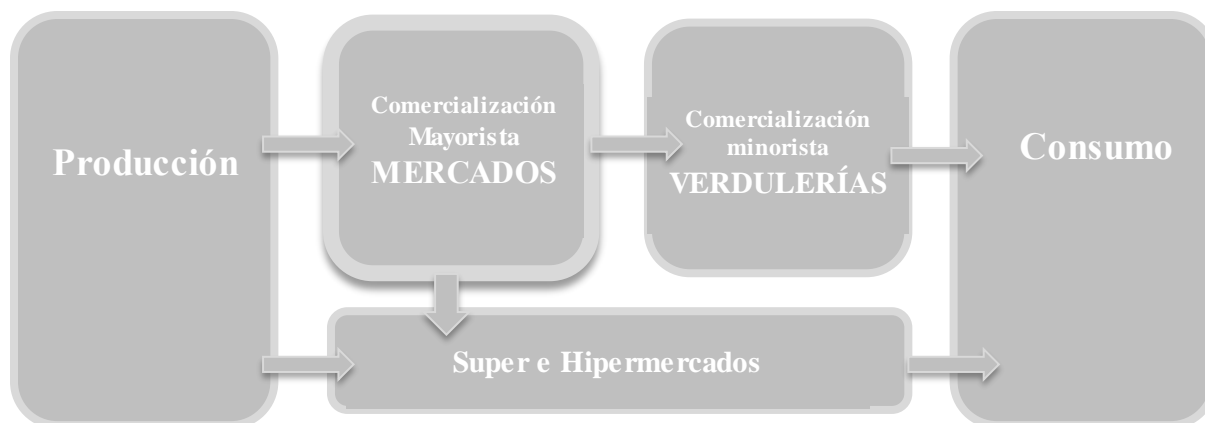 Producción
Comercialización
Mayorista
MERCADOS
Comercialización
minorista
VERDULERÍAS
Consumo
Super e Hipermercados